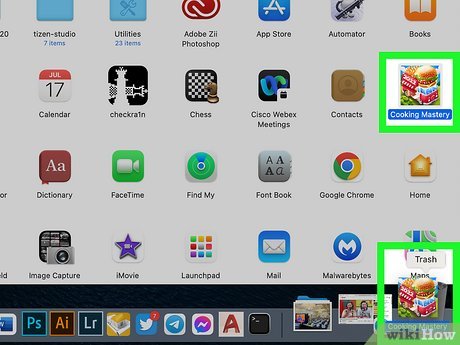 20
tizen-studio
7 items
Utilities
23 items
Adobe Zii
Photoshop
App Store
Automator
Books
JUL
17
Calendar
checkra1n
Chess
Cisco Webex
Meetings
Contacts
Cooking Mastery
or
Aa
Dictionary
FaceTime
Find My
Font Book
Google Chrome
Home
eld
Image Capture
iMovie
Launchpad
Mail
Malwarebytes
Maps
Trash
Cooking Mastery
Ps
Ai
Lr
7
wikiHow